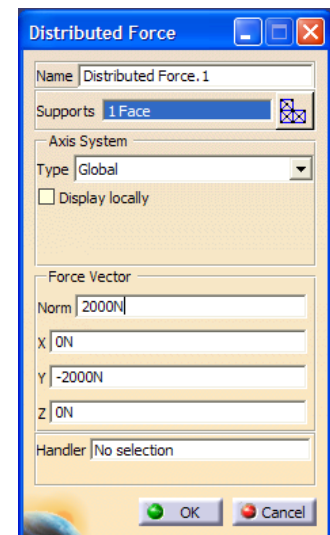 Distributed Force
Name Distributed Force.1
Supports 1 Face
Axis System
Type Global
Display locally
Force Vector
Norm 2000N
X 0N
Y -2000N
Z 0N
Handler No selection
OK Cancel